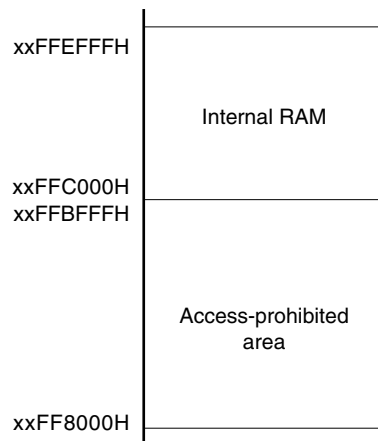 xxFFEFFFH
Internal RAM
xxFFC000H
xxFFBFFFH
Access-prohibited
area
xxFF8000H